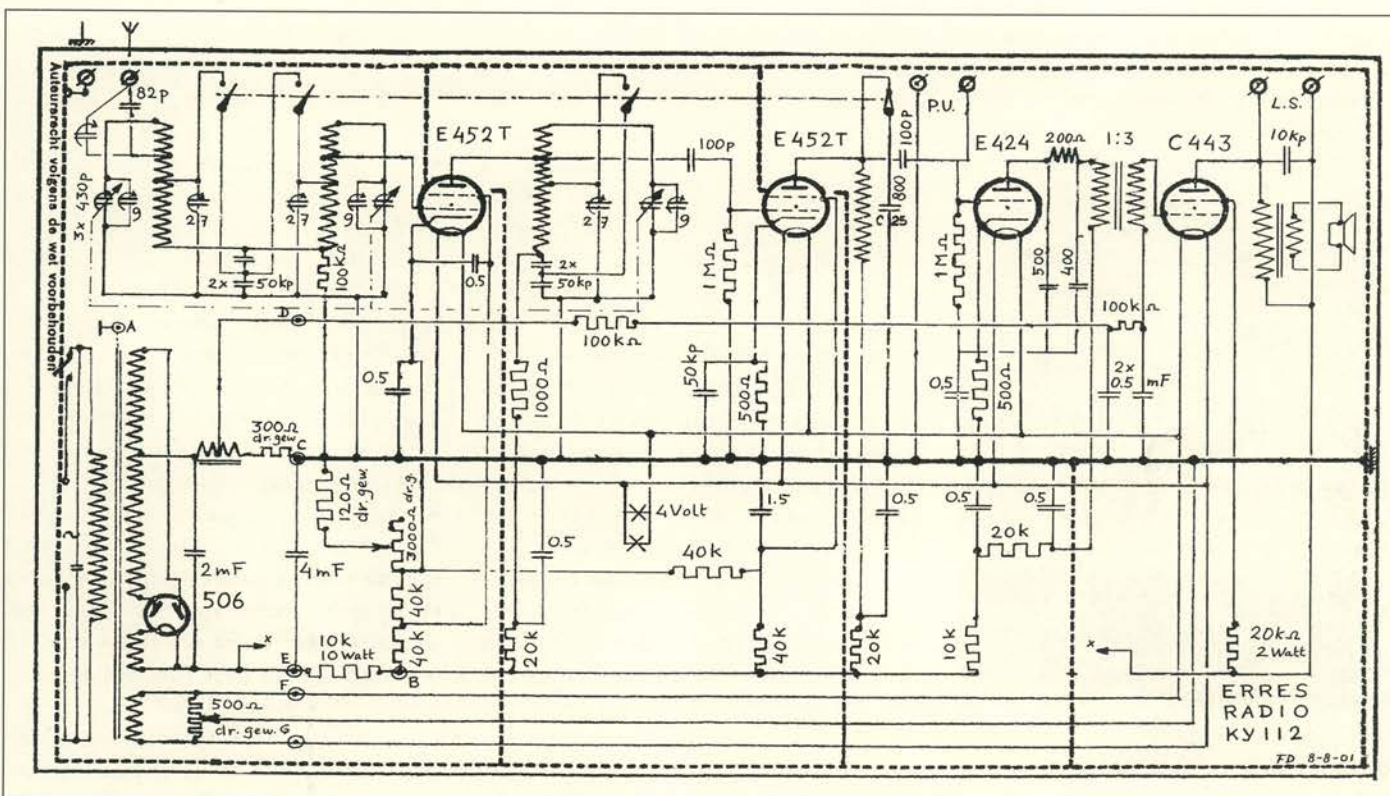 Auteursrecht volgens de wet voorbehouden
82p
E452T
100p
E452T
100p
P.U.
E424
200Ω
1:3
C443
L.S.
10kp
3x 430p
9
27
27
9
27
9
800
2,25
2x
50kp
100kΩ
0.5
2x
50kp
1MΩ
1MΩ
500
400
A
D
100kΩ
100kΩ
0.5
1000Ω
50kp
500Ω
0,5
500Ω
2x
0.5
mF
300Ω
dr.gew.
C
120Ω
dr.gew
3000Ω dr.g.
4Volt
1.5
0.5
0.5
0.5
2mF
4mF
0.5
40k
20k
506
40k
x
10k
10Watt
40k
20k
40k
20k
10k
x
20kΩ
2Watt
E
B
F
500Ω
dr.gew.
G
ERRES
RADIO
KY112
FD 8-8-01